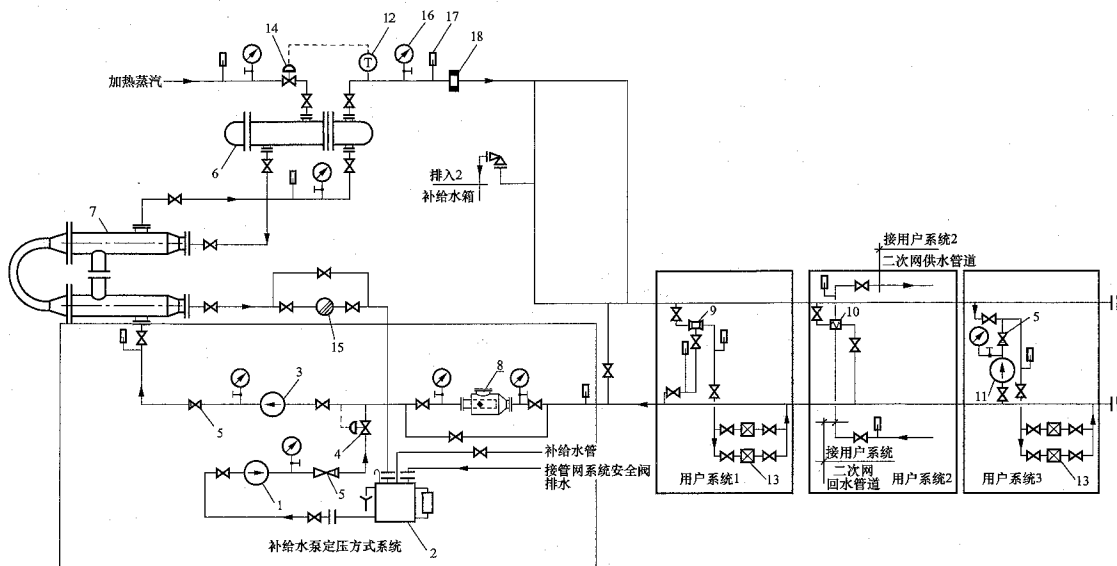 14
12
16
17
18
加热蒸汽
T
6
排入2
补给水箱
7
接用户系统2
二次网供水管道
9
10
5
15
11
3
8
5
4
补给水管
接管网系统安全阀
排水
1
5
2
补给水泵定压方式系统
13
用户系统1
接用户系统
二次网
回水管道
用户系统2
13
用户系统3